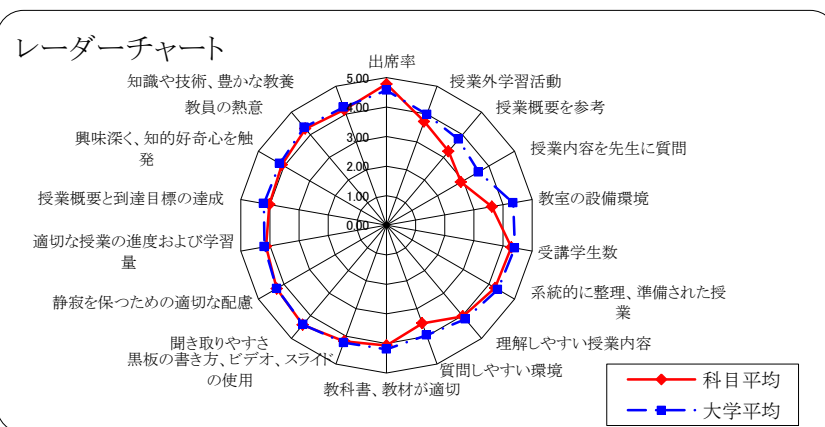 レーダーチャート
出席率
授業外学習活動
授業概要を参考
授業内容を先生に質問
教室の設備環境
受講学生数
系統的に整理、準備された授
業
理解しやすい授業内容
質問しやすい環境
教科書、教材が適切
黒板の書き方、ビデオ、スライド
の使用
聞き取りやすさ
静寂を保つための適切な配慮
適切な授業の進度および学習
量
授業概要と到達目標の達成
興味深く、知的好奇心を触
発
教員の熱意
知識や技術、豊かな教養
5.00
4.00
3.00
2.00
1.00
0.00
科目平均
大学平均